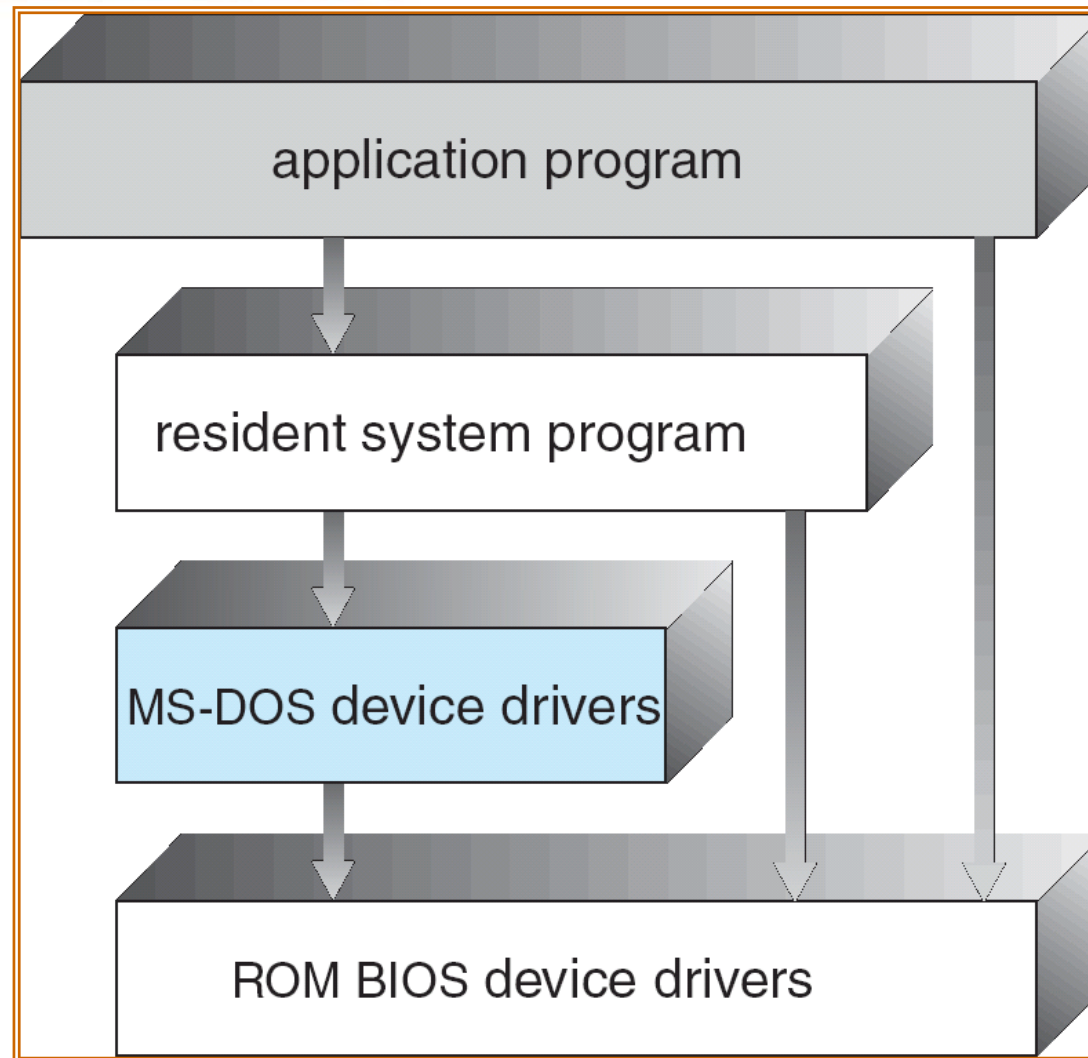 application program
resident system program
MS-DOS device drivers
ROM BIOS device drivers